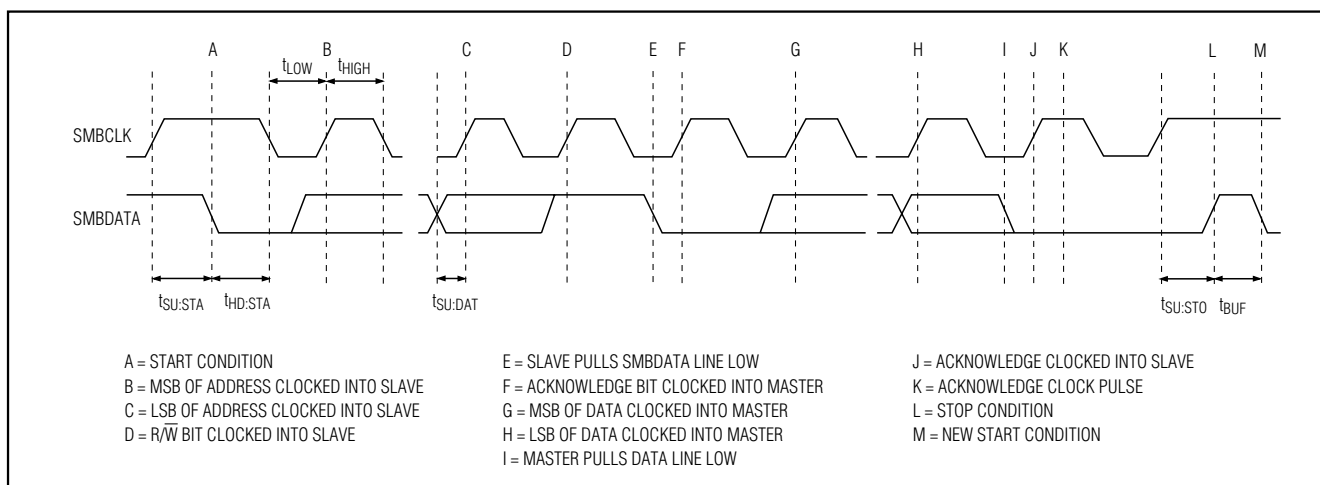 A B C D E F G H I J K L M
tLOW tHIGH
SMBCLK
SMBDATA
tSU:STA tHD:STA tSU:DAT tSU:STO tBUF
A = START CONDITION
B = MSB OF ADDRESS CLOCKED INTO SLAVE
C = LSB OF ADDRESS CLOCKED INTO SLAVE
D = R/W̅ BIT CLOCKED INTO SLAVE
E = SLAVE PULLS SMBDATA LINE LOW
F = ACKNOWLEDGE BIT CLOCKED INTO MASTER
G = MSB OF DATA CLOCKED INTO MASTER
H = LSB OF DATA CLOCKED INTO MASTER
I = MASTER PULLS DATA LINE LOW
J = ACKNOWLEDGE CLOCKED INTO SLAVE
K = ACKNOWLEDGE CLOCK PULSE
L = STOP CONDITION
M = NEW START CONDITION